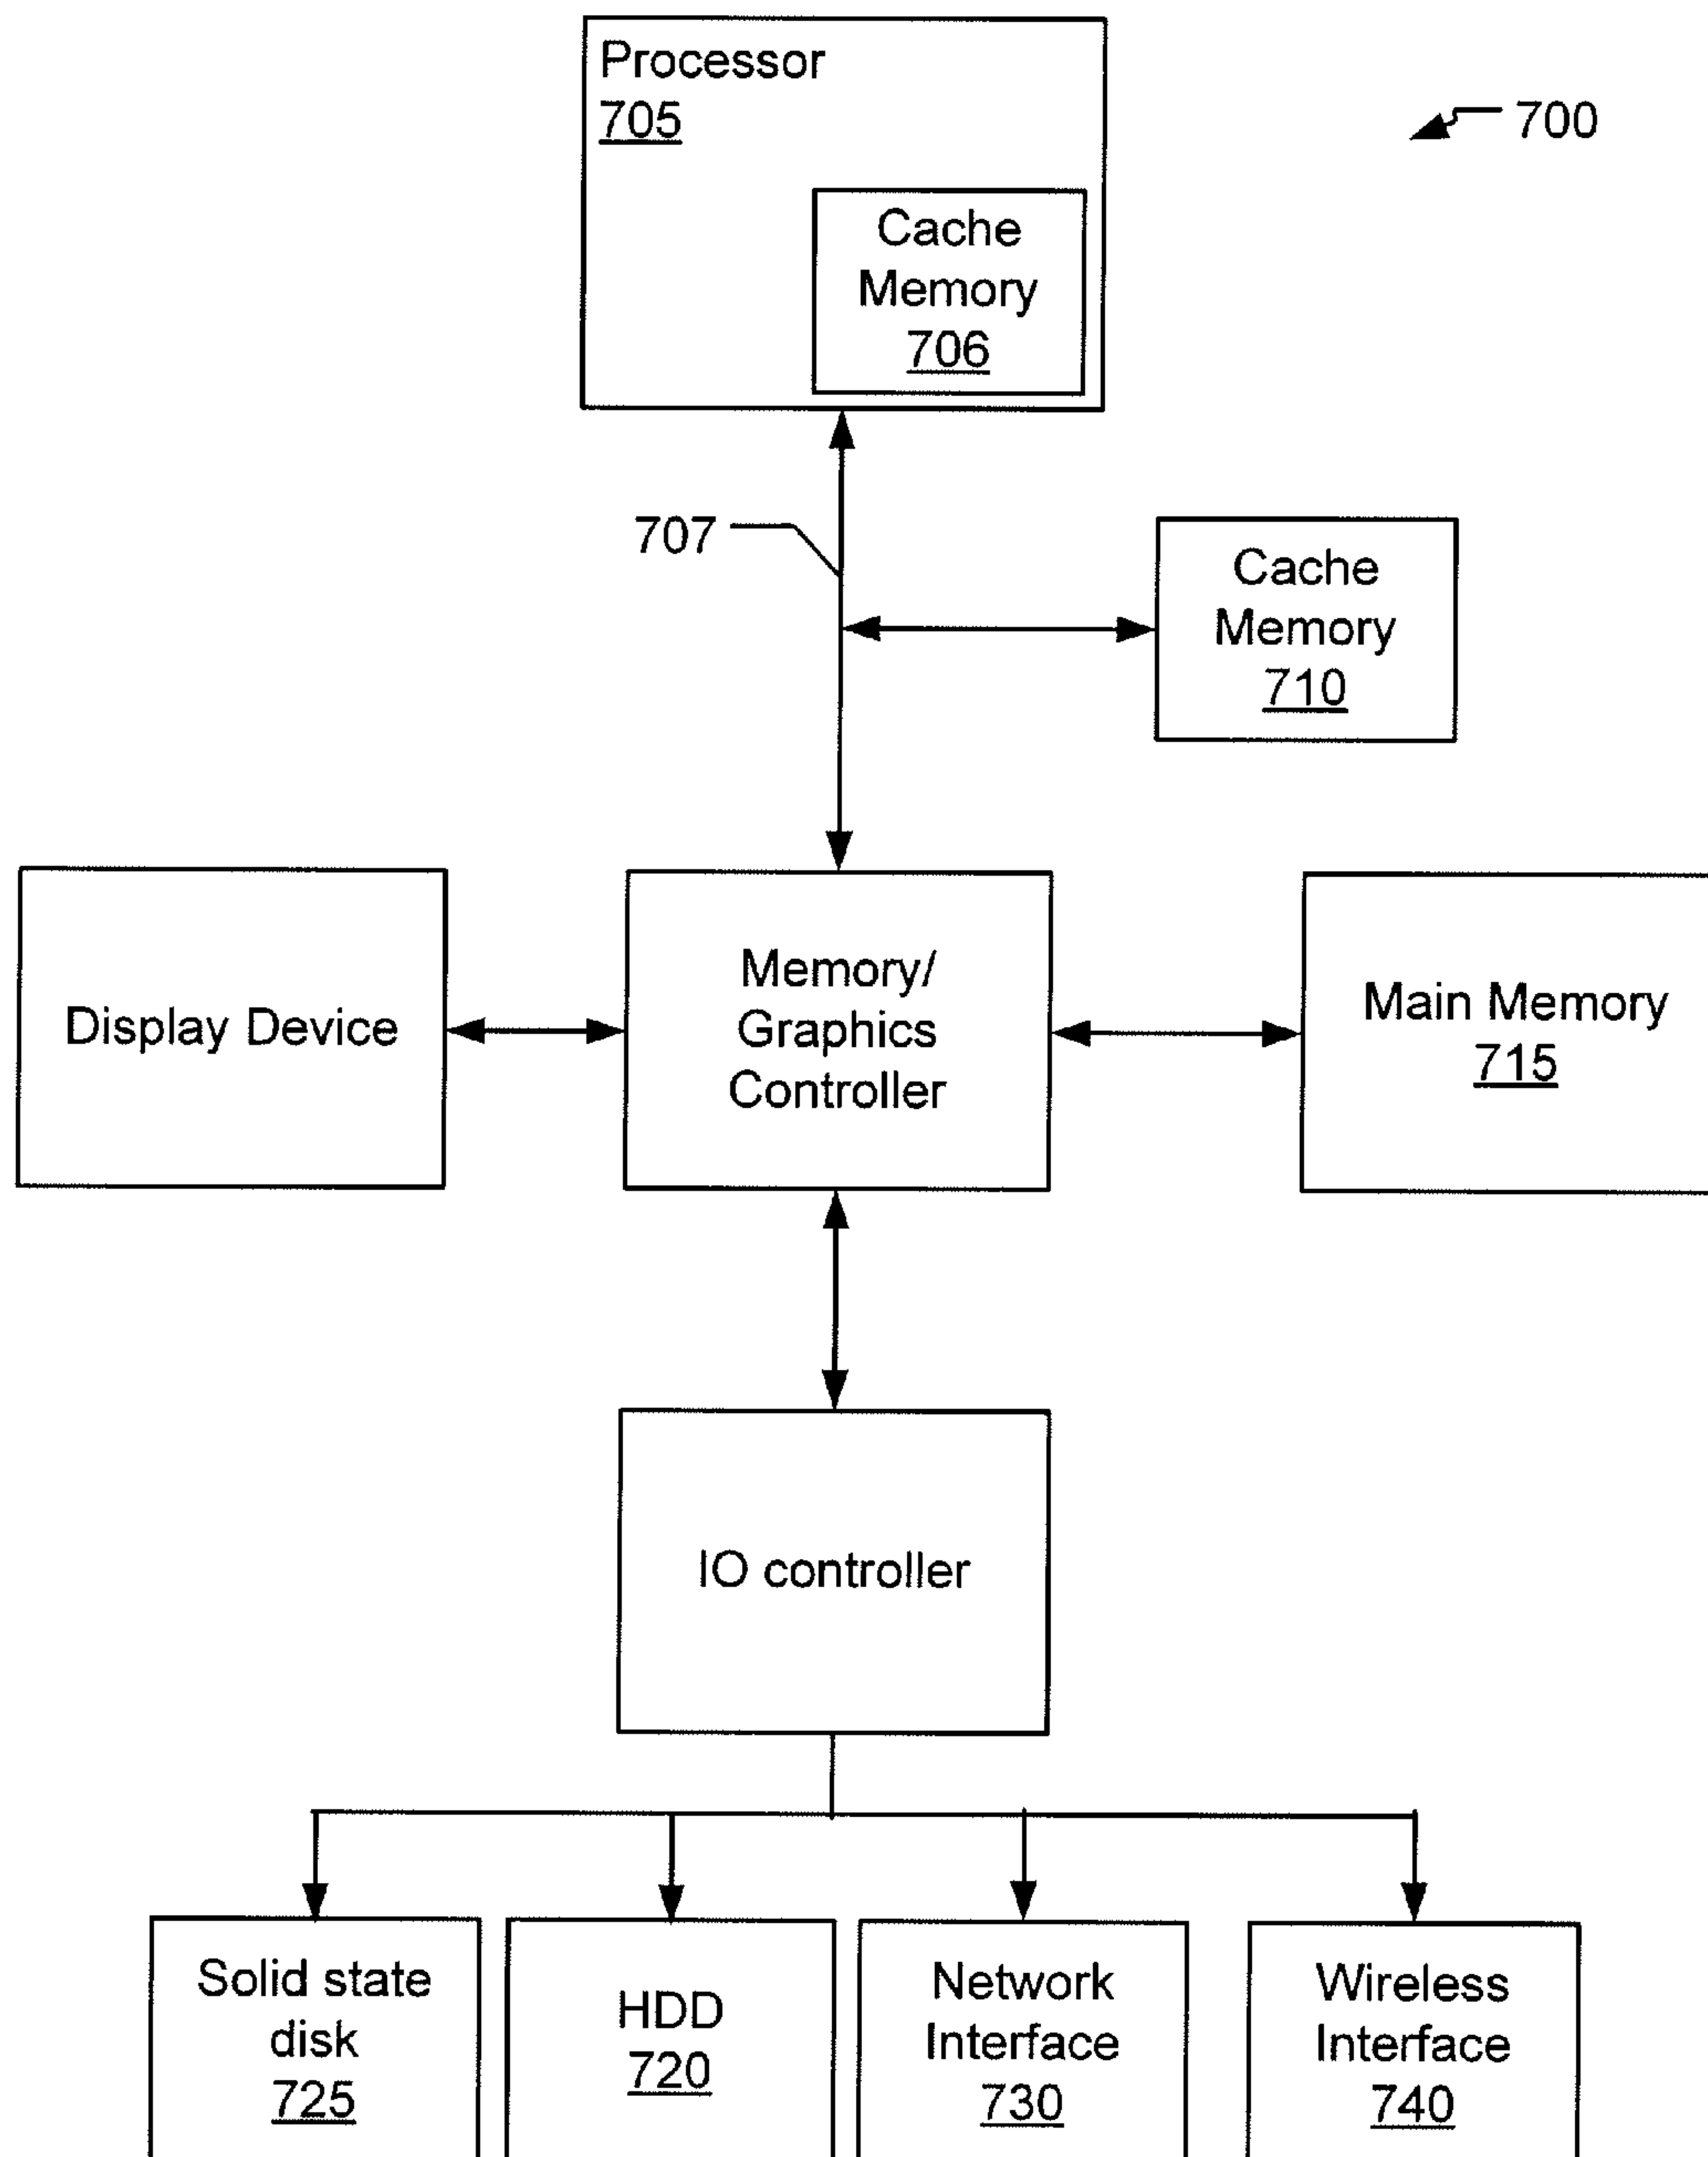 Processor
705
700
Cache
Memory
706
707
Cache
Memory
710
Display Device
Memory/
Graphics
Controller
Main Memory
715
IO controller
Solid state
disk
725
HDD
720
Network
Interface
730
Wireless
Interface
740